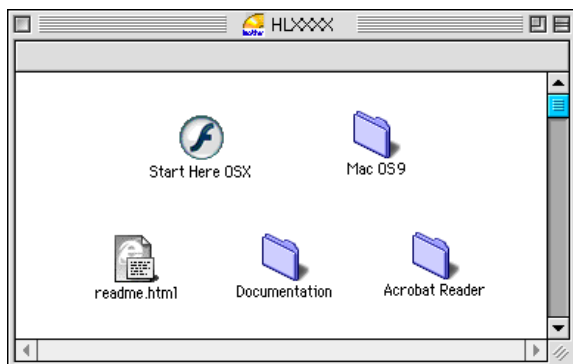 HLXXXX
Start Here OSX
Mac OS9
readme.html
Documentation
Acrobat Reader